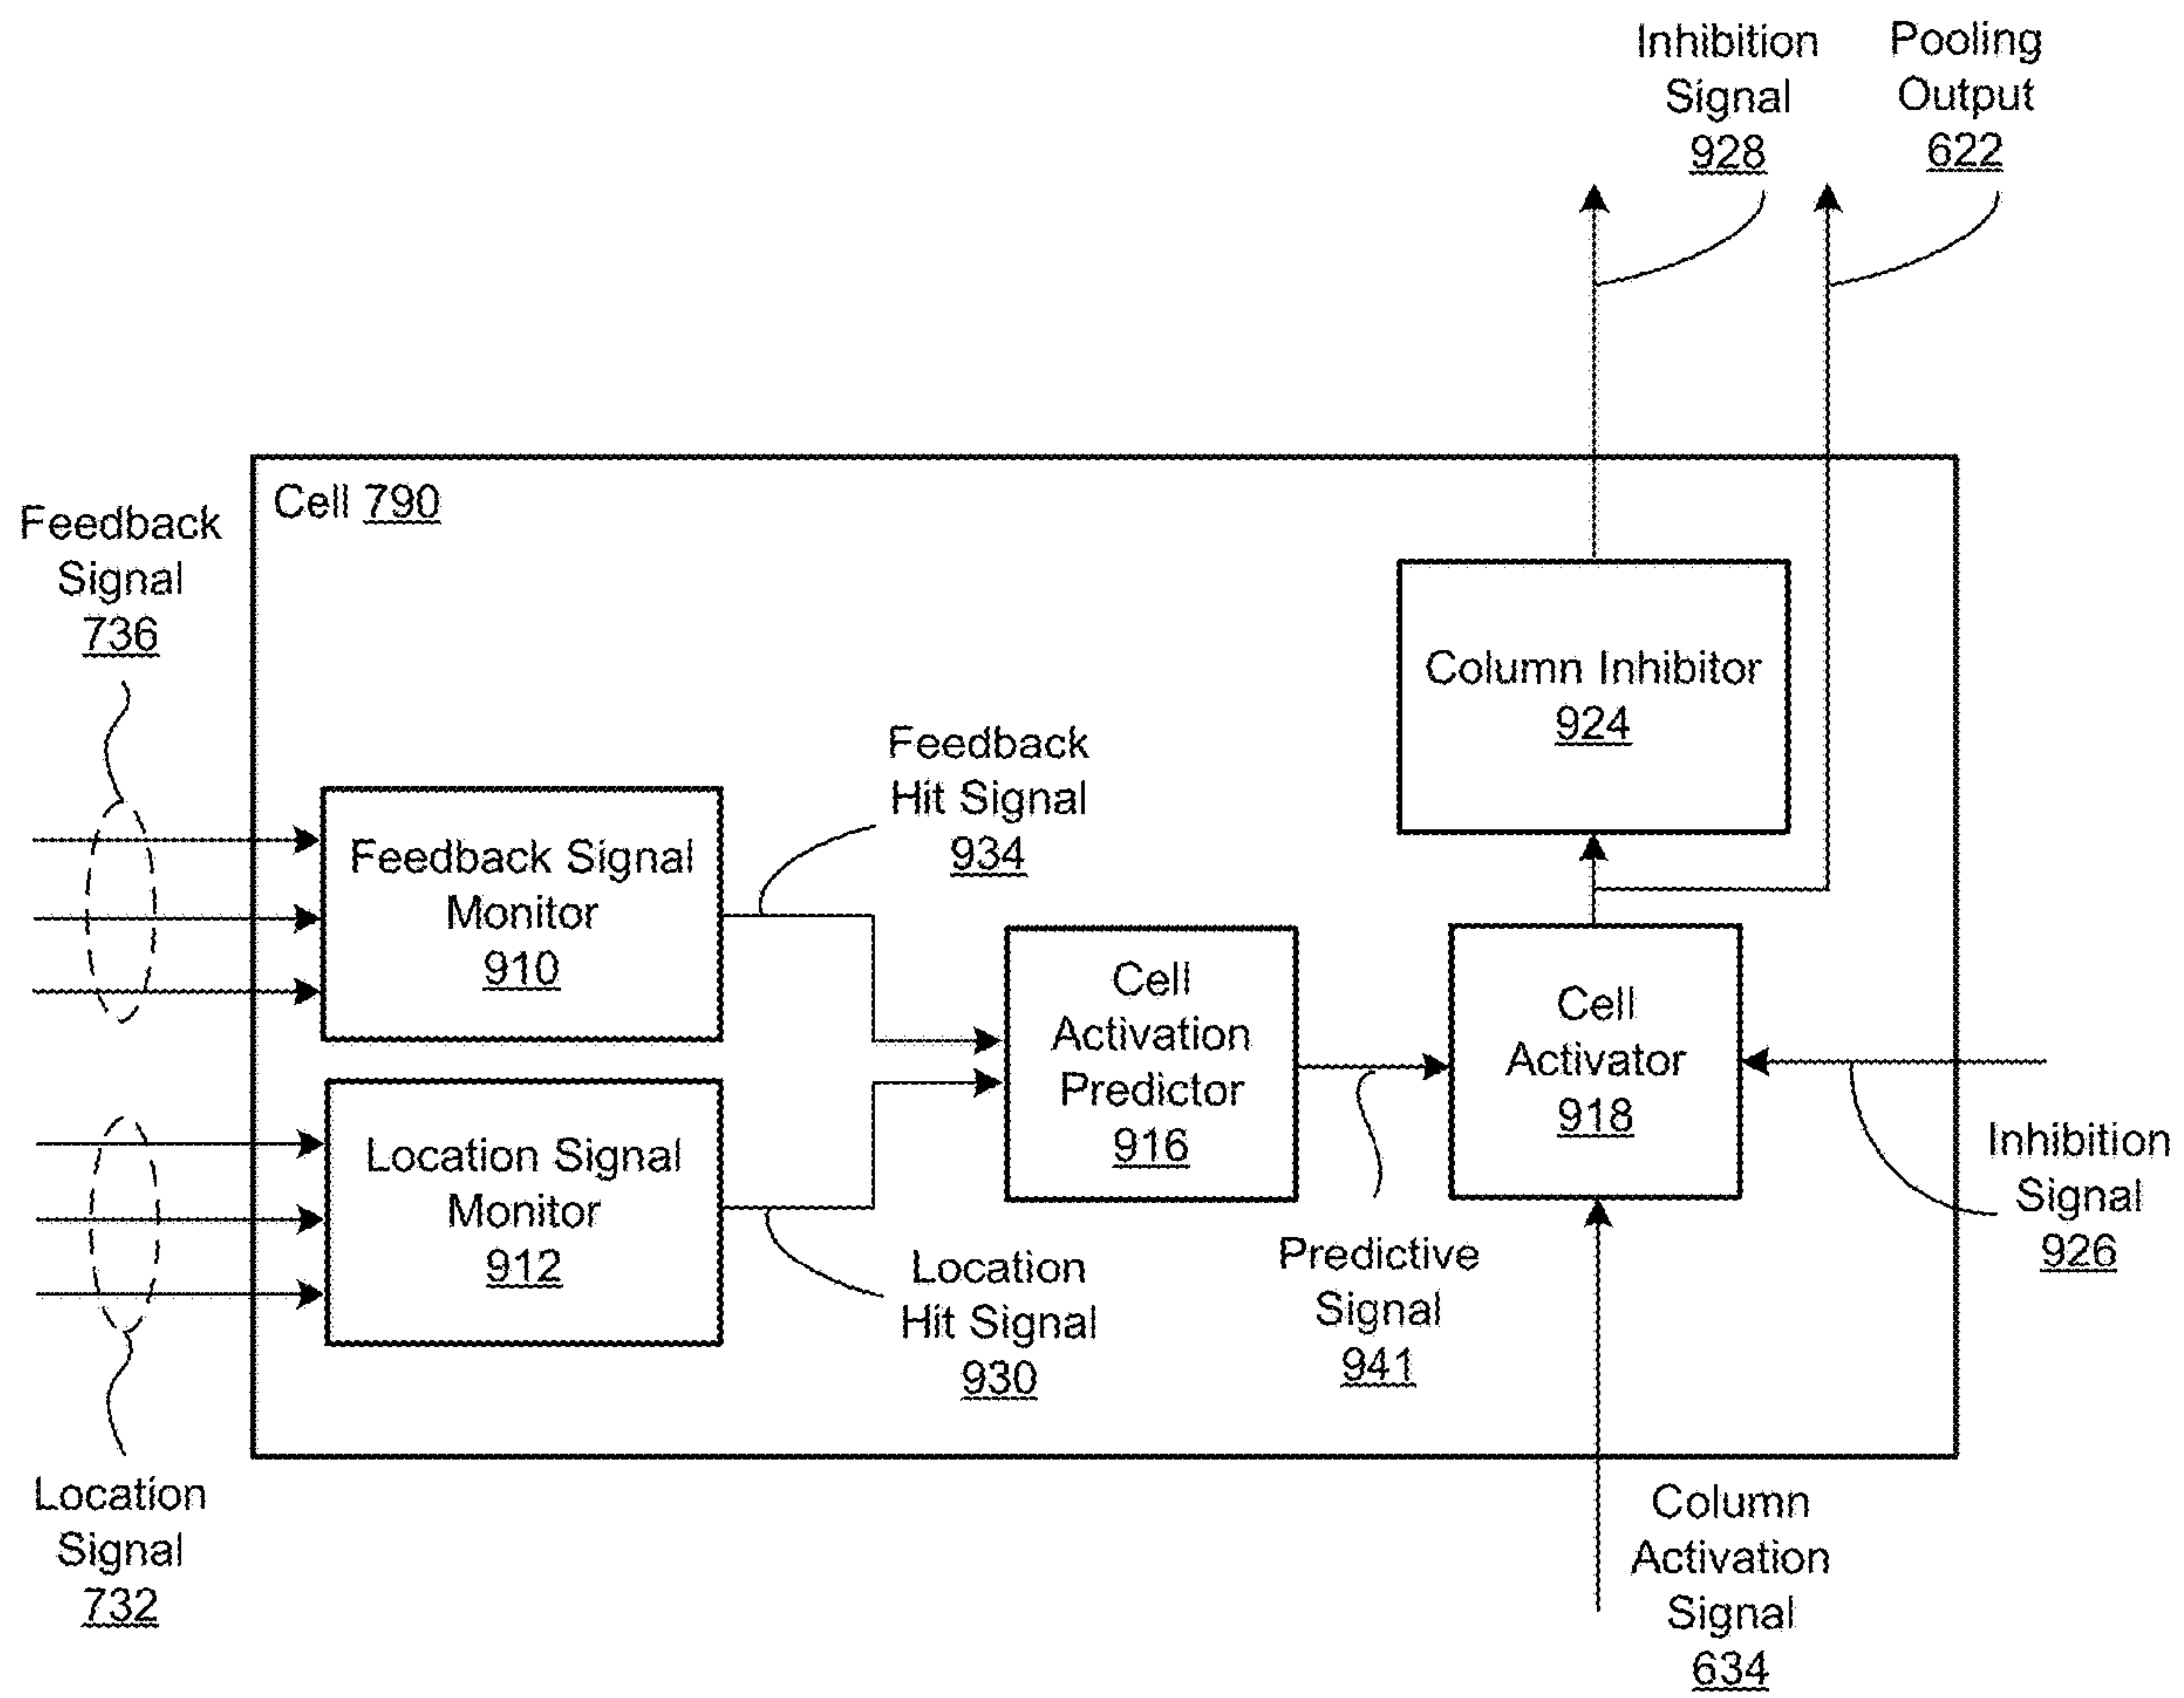 Inhibition
Signal
928
Pooling
Output
622
Cell 790
Feedback
Signal
736
Column Inhibitor
924
Feedback
Hit Signal
934
Feedback Signal
Monitor
910
Cell
Activation
Predictor
916
Cell
Activator
918
Location Signal
Monitor
912
Inhibition
Signal
926
Location
Hit Signal
930
Predictive
Signal
941
Location
Signal
732
Column
Activation
Signal
634